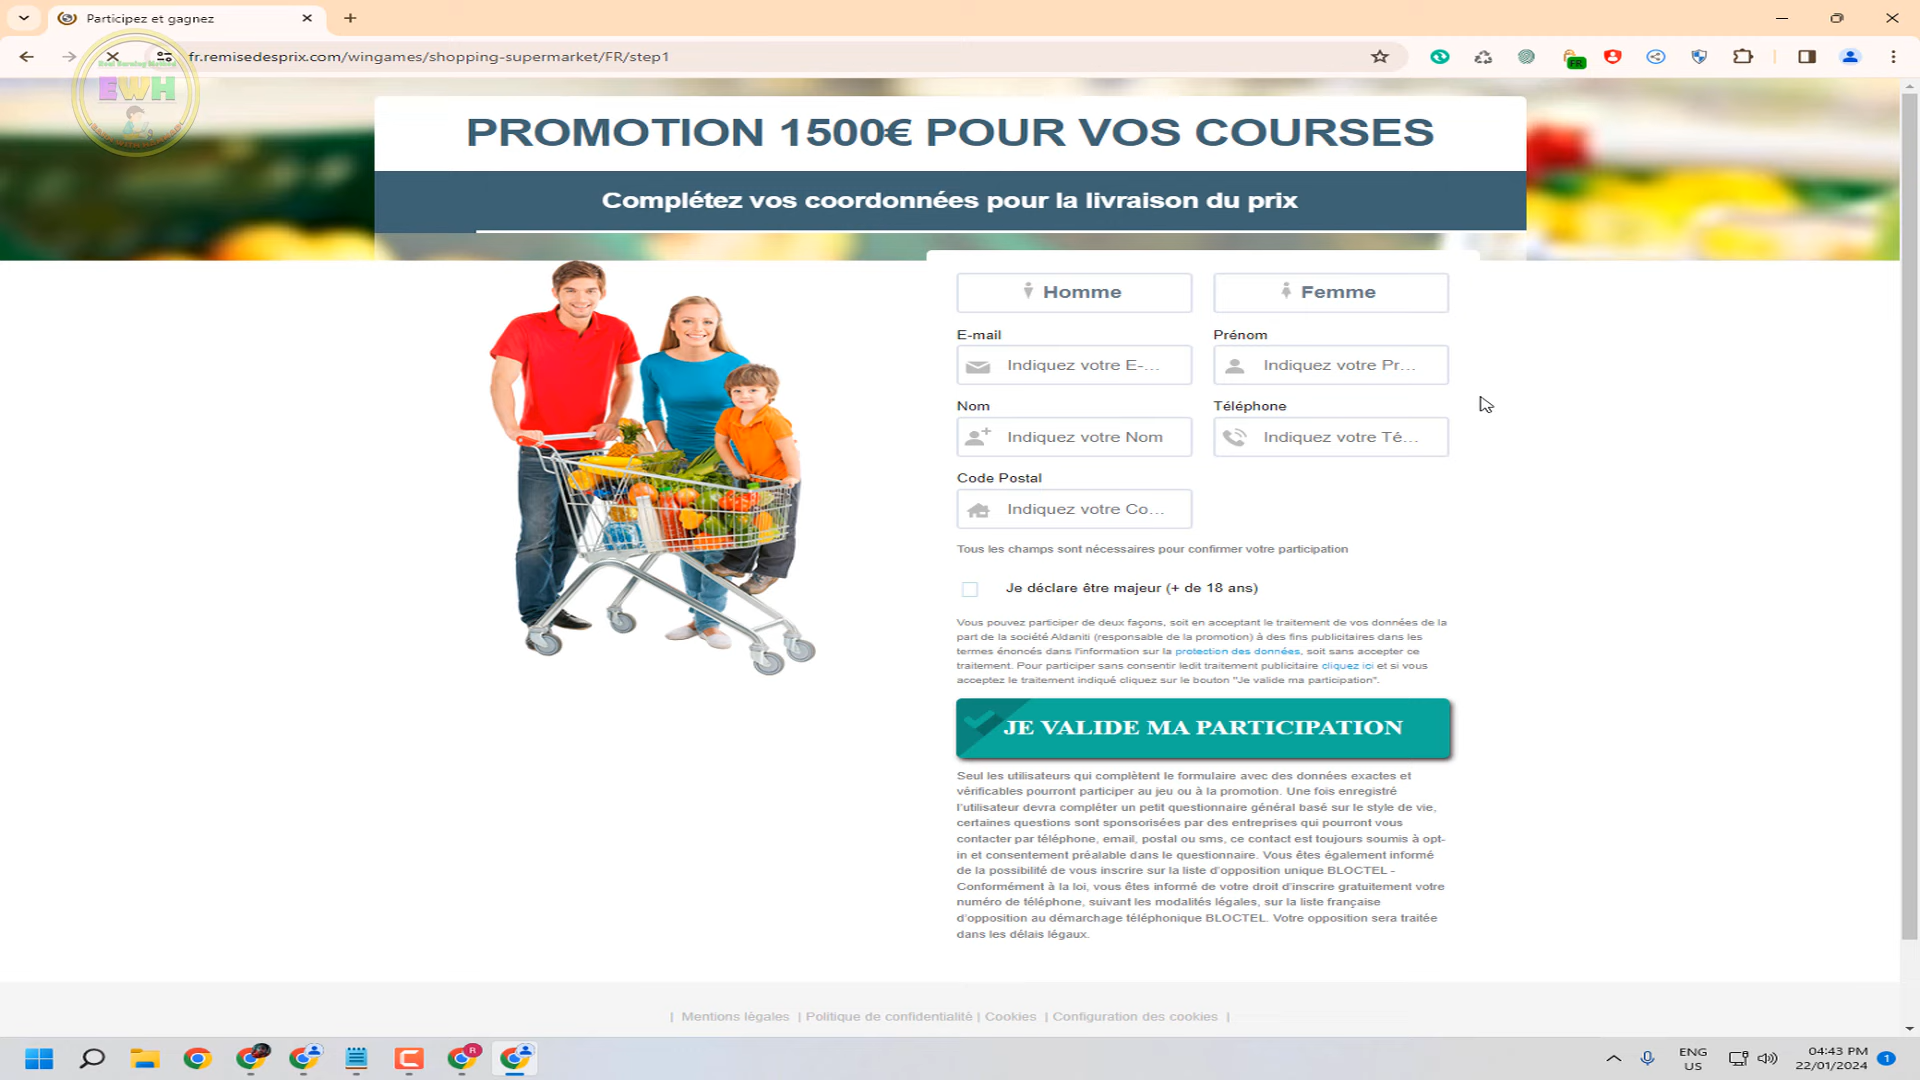 Participez et gagnez
fr.remisedesprix.com/wingames/shopping-supermarket/FR/step1
FR
EWH
PROMOTION 1500€ POUR VOS COURSES
Complétez vos coordonnées pour la livraison du prix
Homme
Femme
E-mail
Prénom
Indiquez votre E-...
Indiquez votre Pr...
Nom
Téléphone
Indiquez votre Nom
Indiquez votre Té...
Code Postal
Indiquez votre Co...
Tous les champs sont nécessaires pour confirmer votre participation
Je déclare être majeur (+ de 18 ans)
Vous pouvez participer de deux façons, soit en acceptant le traitement de vos données de la
part de la société Aldaniti (responsable de la promotion) à des fins publicitaires dans les
termes énoncés dans l'information sur la protection des données, soit sans accepter ce
traitement. Pour participer sans consentir ledit traitement publicitaire cliquez ici et si vous
acceptez le traitement indiqué cliquez sur le bouton "Je valide ma participation".
JE VALIDE MA PARTICIPATION
Seul les utilisateurs qui complètent le formulaire avec des données exactes et
vérifiables pourront participer au jeu ou à la promotion. Une fois enregistré
l'utilisateur devra compléter un petit questionnaire général basé sur le style de vie,
certaines questions sont sponsorisées par des entreprises qui pourront vous
contacter par téléphone, email, postal ou sms, ce contact est toujours soumis à opt-
in et consentement préalable dans le questionnaire. Vous êtes également informé
de la possibilité de vous inscrire sur la liste d'opposition unique BLOCTEL -
Conformément à la loi, vous êtes informé de votre droit d'inscrire gratuitement votre
numéro de téléphone, suivant les modalités légales, sur la liste française
d'opposition au démarchage téléphonique BLOCTEL. Votre opposition sera traitée
dans les délais légaux.
| Mentions légales | Politique de confidentialité | Cookies | Configuration des cookies |
R
ENG
US
04:43 PM
22/01/2024
1